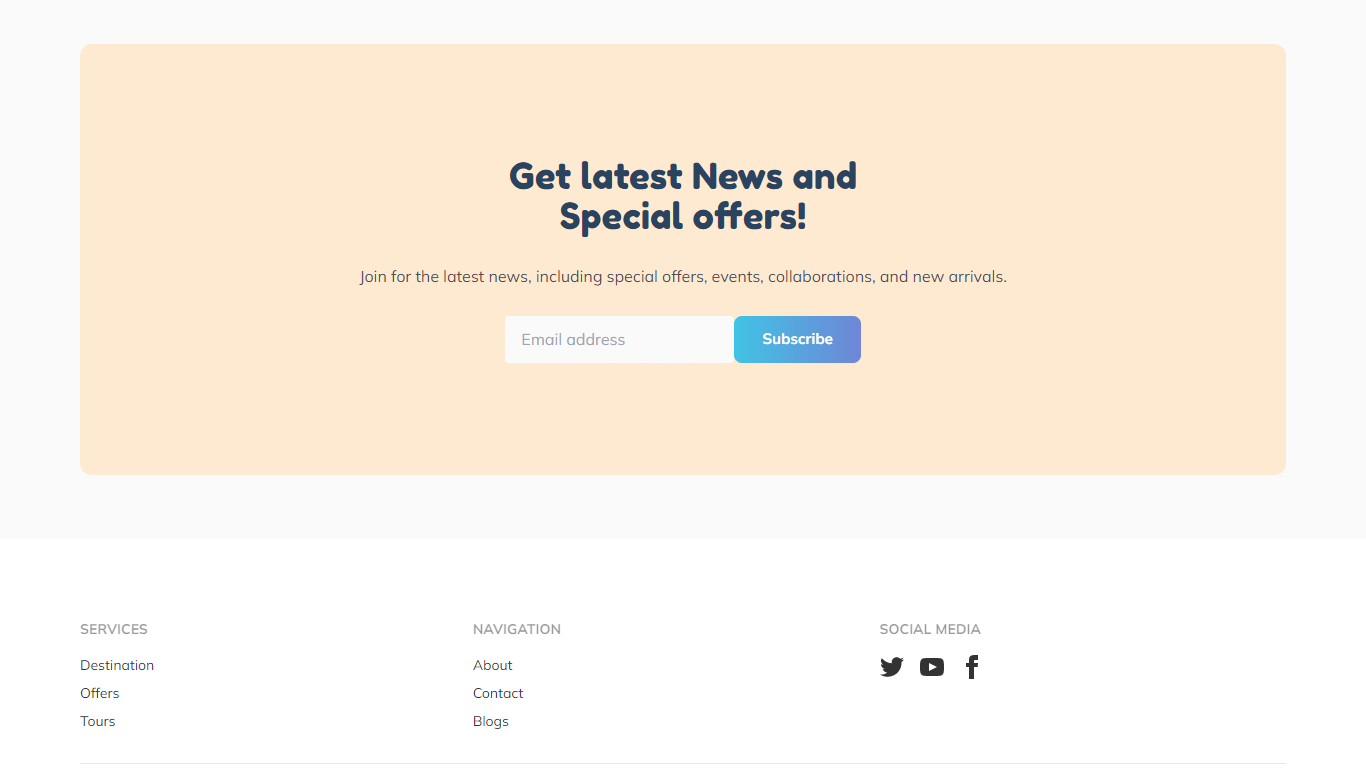 Get latest News and
Special offers!
Join for the latest news, including special offers, events, collaborations, and new arrivals.
Email address
Subscribe
SERVICES
Destination
Offers
Tours
NAVIGATION
About
Contact
Blogs
SOCIAL MEDIA